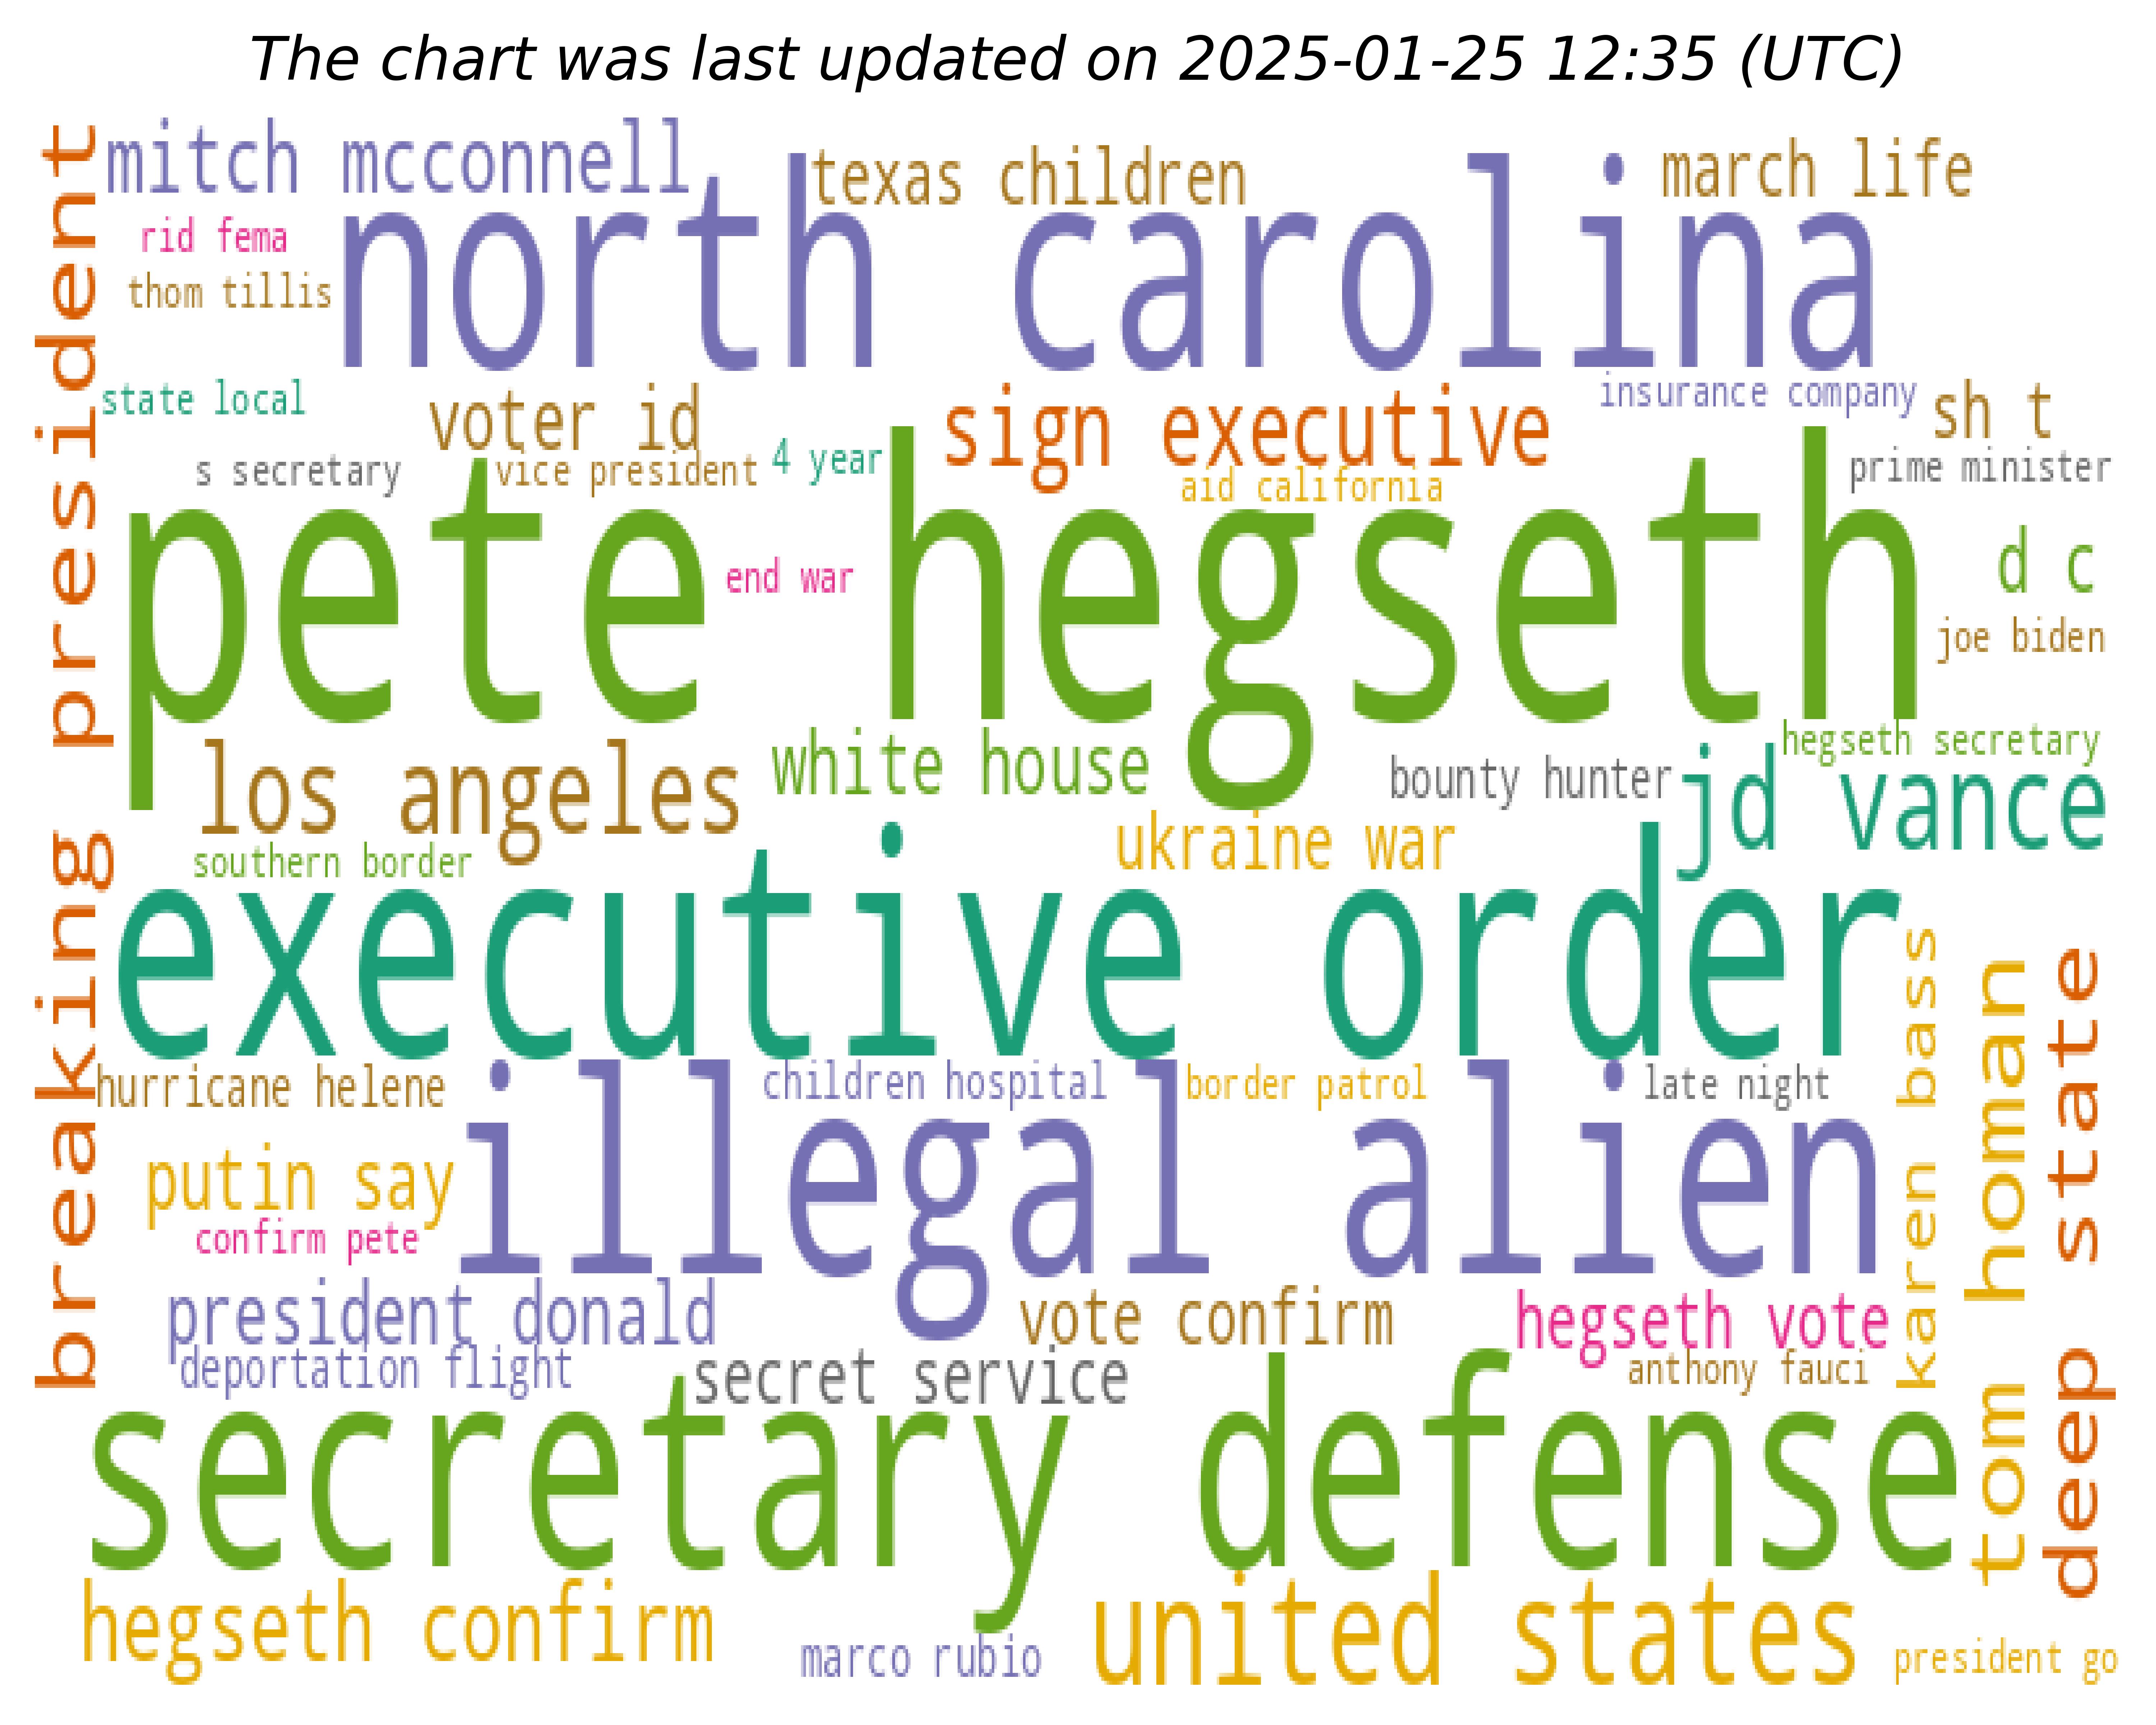 The chart was last updated on 2025-01-25 12:35 (UTC)
breaking president
mitch mcconnell
texas children
march life
rid fema
thom tillis
north carolina
state local
voter id
sign executive
insurance company
sh t
s secretary
vice president
4 year
aid california
prime minister
pete hegseth
end war
d c
joe biden
los angeles
white house
bounty hunter
hegseth secretary
jd vance
southern border
ukraine war
executive order
hurricane helene
children hospital
border patrol
late night
karen bass
tom homan
deep state
putin say
illegal alien
confirm pete
president donald
vote confirm
hegseth vote
deportation flight
secret service
anthony fauci
secretary defense
hegseth confirm
marco rubio
united states
president go